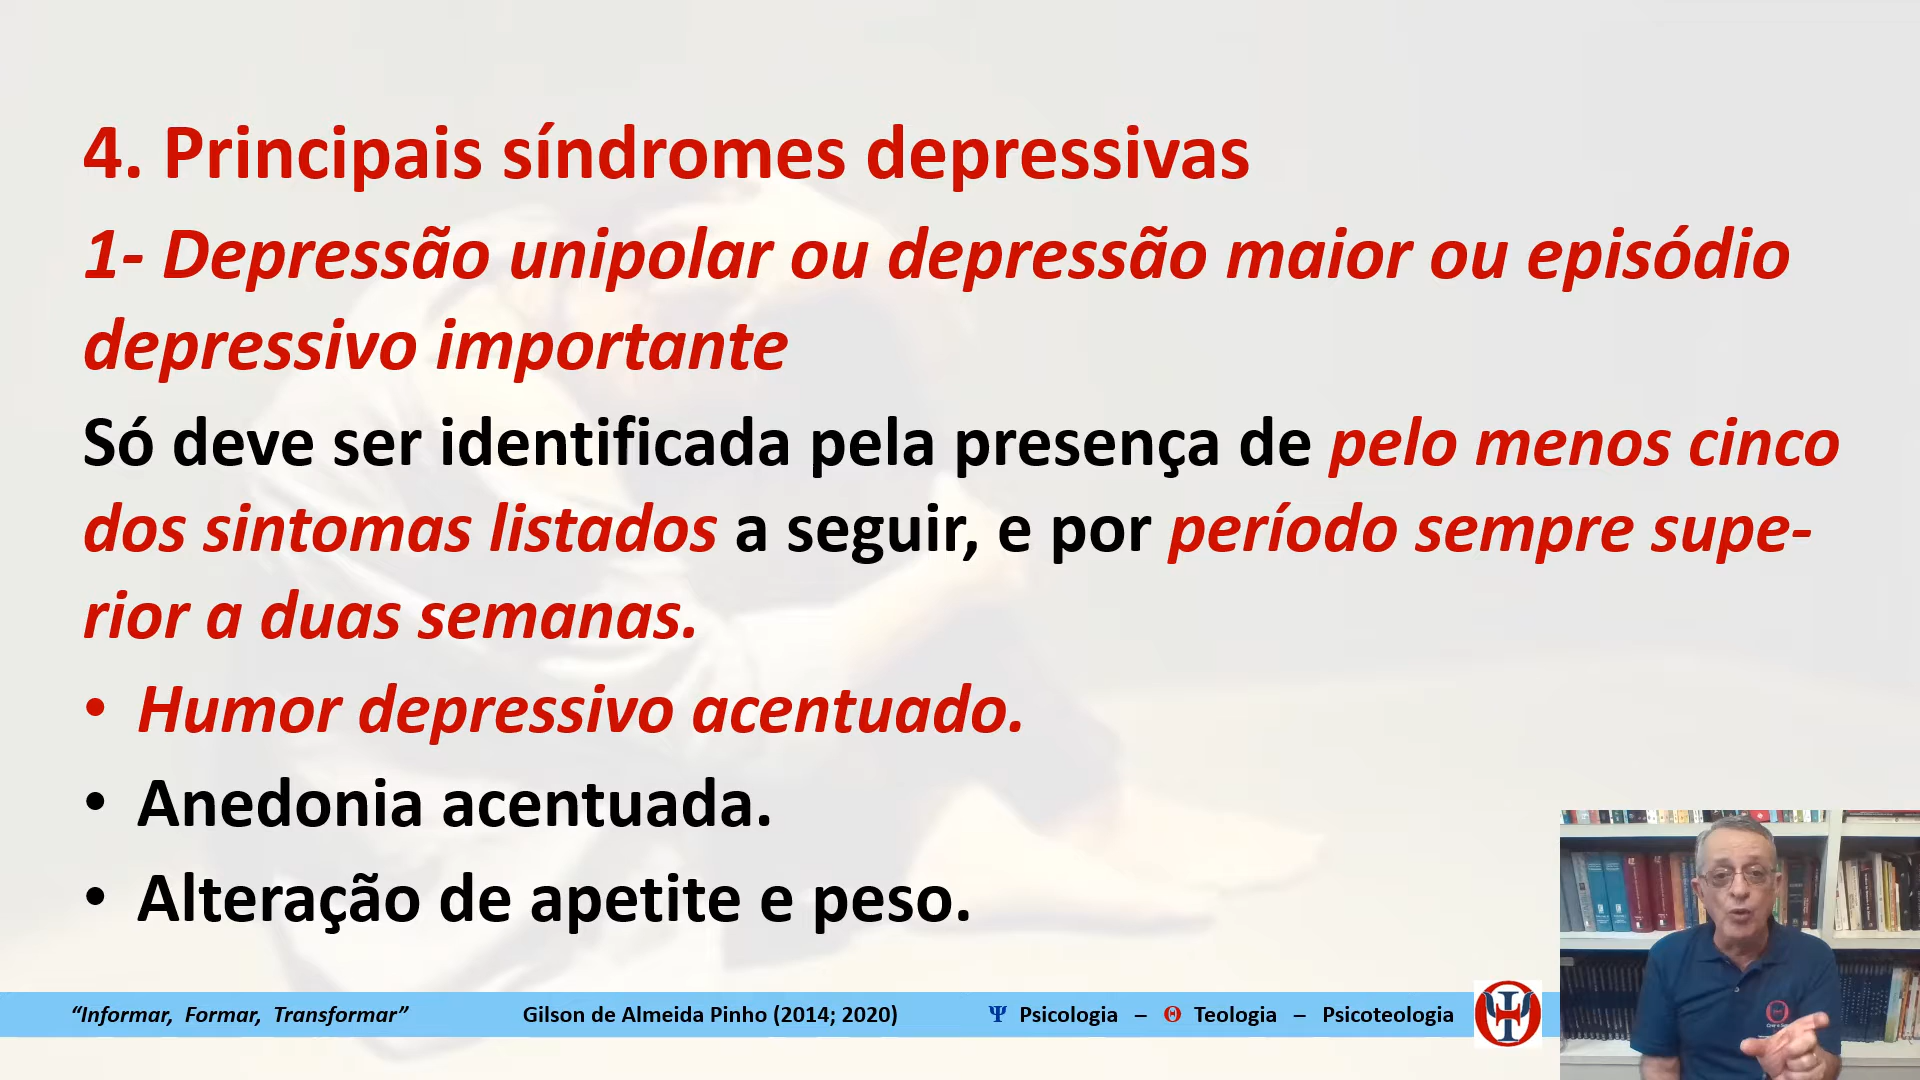 4. Principais síndromes depressivas
1- Depressão unipolar ou depressão maior ou episódio
depressivo importante
Só deve ser identificada pela presença de pelo menos cinco
dos sintomas listados a seguir, e por período sempre supe-
rior a duas semanas.
• Humor depressivo acentuado.
• Anedonia acentuada.
• Alteração de apetite e peso.
“Informar, Formar, Transformar” Gilson de Almeida Pinho (2014; 2020) Ψ Psicologia – Θ Teologia – Psicoteologia